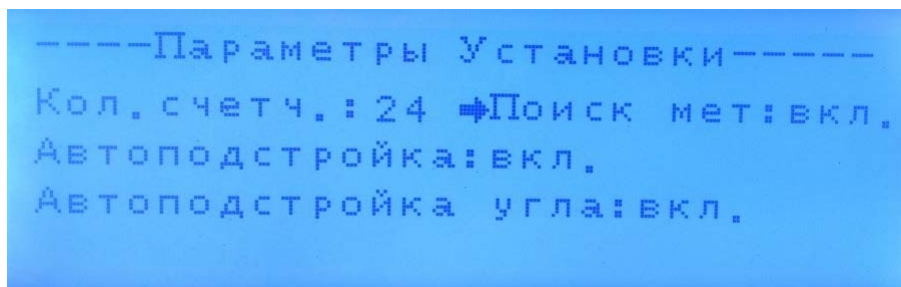 ----Параметры Установки-----
Кол.счетч.:24 ➡Поиск мет:вкл.
Автоподстройка:вкл.
Автоподстройка угла:вкл.